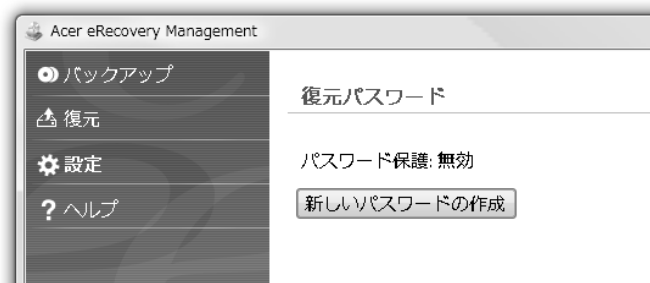 Acer eRecovery Management
バックアップ
復元
設定
? ヘルプ
復元パスワード
パスワード保護: 無効
新しいパスワードの作成